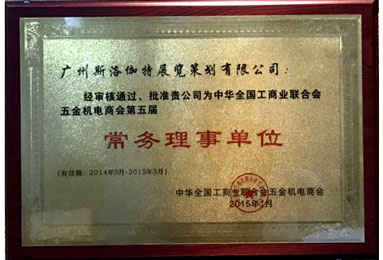 广州斯洛伽特展览策划有限公司：
经审核通过，批准贵公司为中华全国工商业联合会
五金机电商会第五届
常务理事单位
(有效期：2014年5月-2015年5月)
中华全国工商业联合会五金机电商会
2015年1月